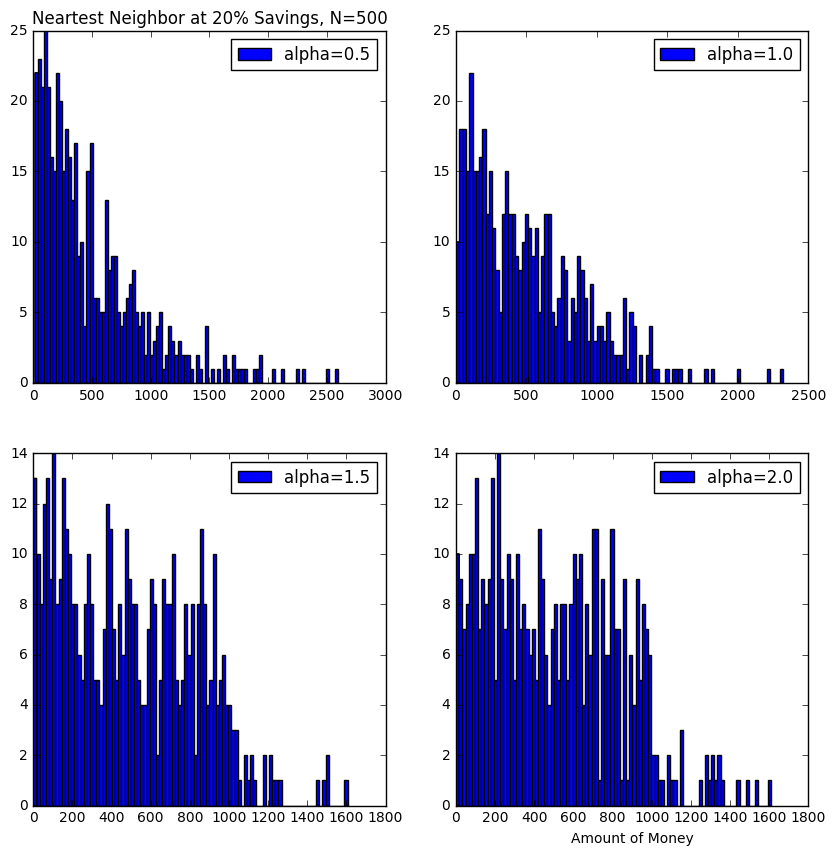 Neartest Neighbor at 20% Savings, N=500
25
20
15
10
5
0
alpha=0.5
0 500 1000 1500 2000 2500 3000
25
20
15
10
5
0
alpha=1.0
0 500 1000 1500 2000 2500
14
12
10
8
6
4
2
0
alpha=1.5
0 200 400 600 800 1000 1200 1400 1600 1800
14
12
10
8
6
4
2
0
alpha=2.0
0 200 400 600 800 1000 1200 1400 1600 1800
Amount of Money